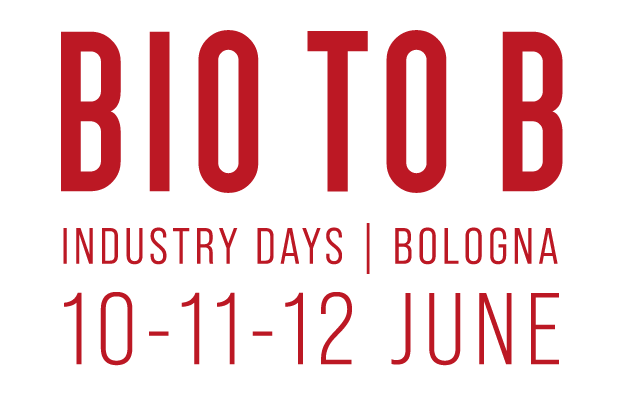 BIO TO B
INDUSTRY DAYS | BOLOGNA
10-11-12 JUNE